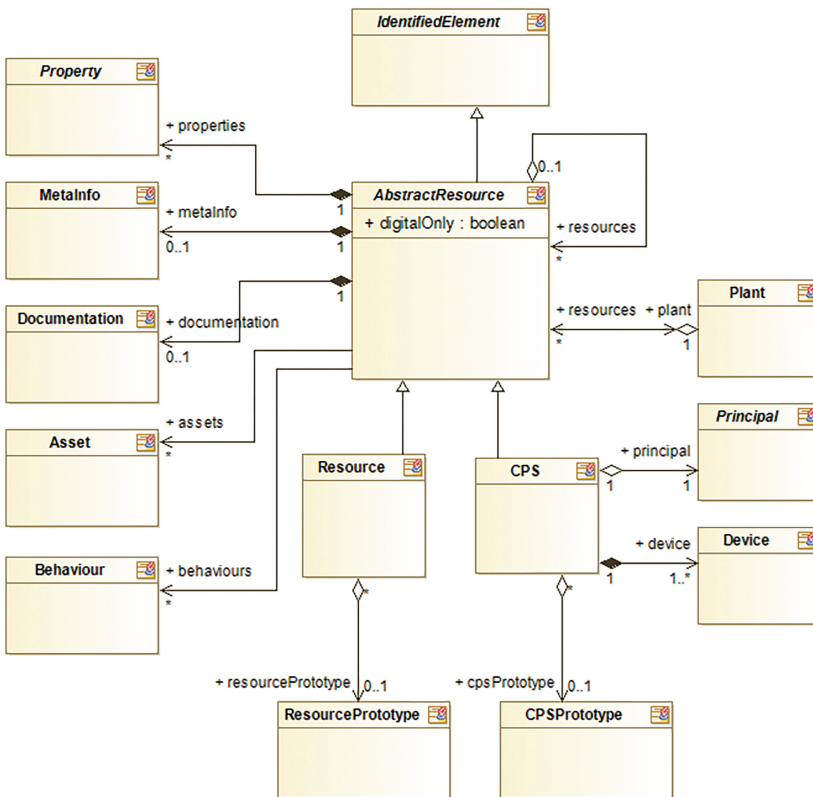 IdentifiedElement
Property
+ properties
*
0..1
AbstractResource
1
+ digitalOnly : boolean
MetaInfo
+ metaInfo
0..1
1
+ resources
*
1
Documentation
+ documentation
0..1
+ resources
*
+ plant
1
Plant
Asset
+ assets
*
Principal
+ principal
1
1
Resource
CPS
Behaviour
+ behaviours
*
+ device
1
1..*
Device
*
*
+ resourcePrototype
0..1
+ cpsPrototype
0..1
ResourcePrototype
CPSPrototype